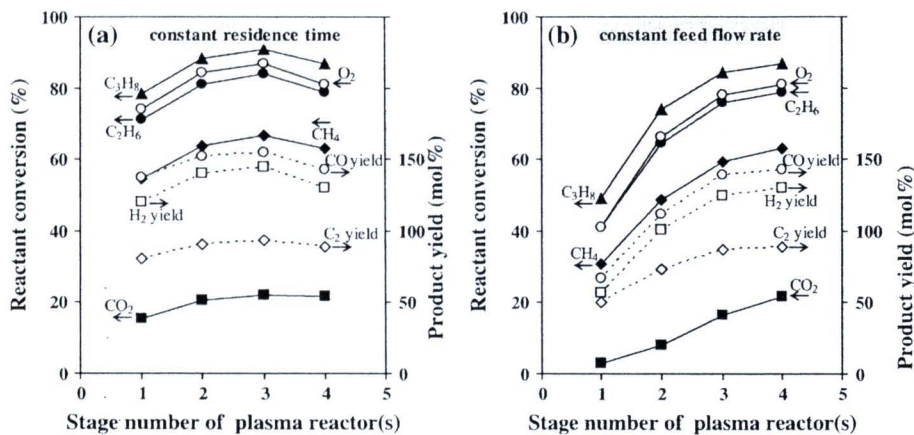 (a) constant residence time
Reactant conversion (%)
100
80
60
40
20
0
C3H8
C2H6
O2
CH4
CO yield
H2 yield
C2 yield
CO2
150
100
50
0
Product yield (mol%)
0 1 2 3 4 5
Stage number of plasma reactor(s)
(b) constant feed flow rate
Reactant conversion (%)
100
80
60
40
20
0
O2
C2H6
C3H8
CO yield
H2 yield
C2 yield
CH4
CO2
150
100
50
0
Product yield (mol%)
0 1 2 3 4 5
Stage number of plasma reactor(s)